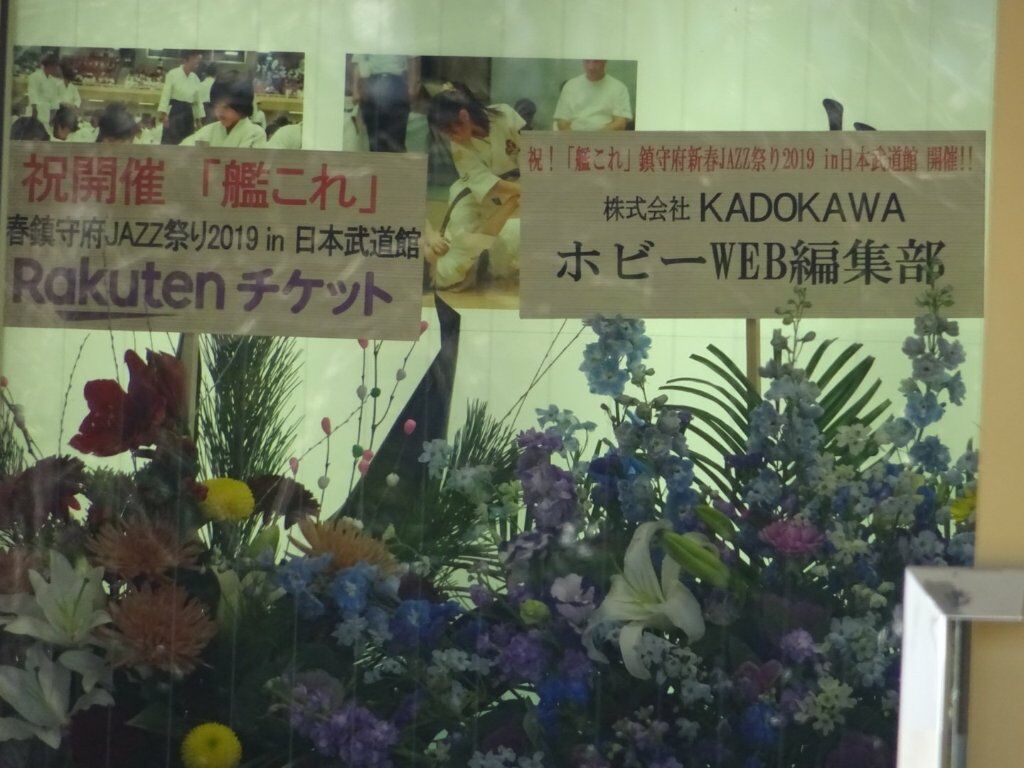 祝開催 「艦これ」
春鎮守府JAZZ祭り2019 in 日本武道館
Rakuten チケット
祝！「艦これ」鎮守府新春JAZZ祭り2019 in日本武道館 開催!!
株式会社 KADOKAWA
ホビーWEB編集部